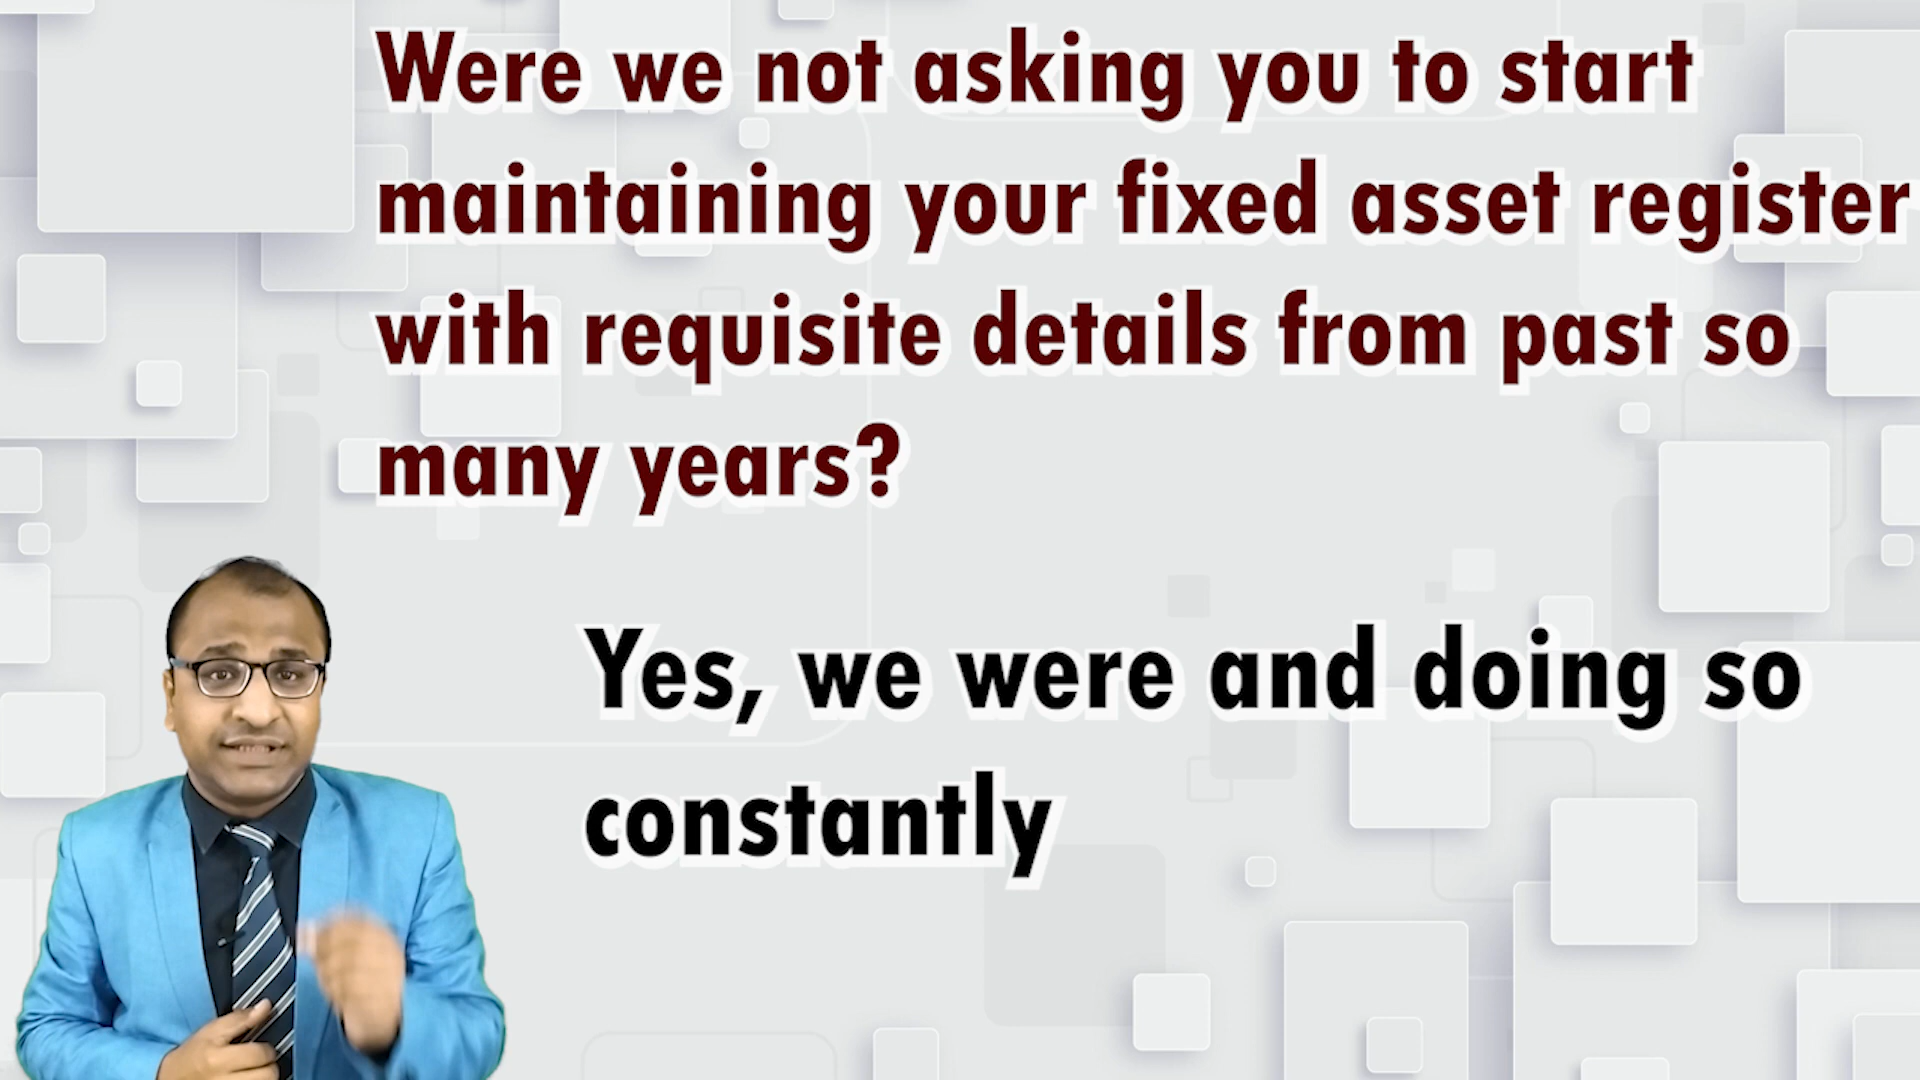 Were we not asking you to start
maintaining your fixed asset register
with requisite details from past so
many years?
Yes, we were and doing so
constantly